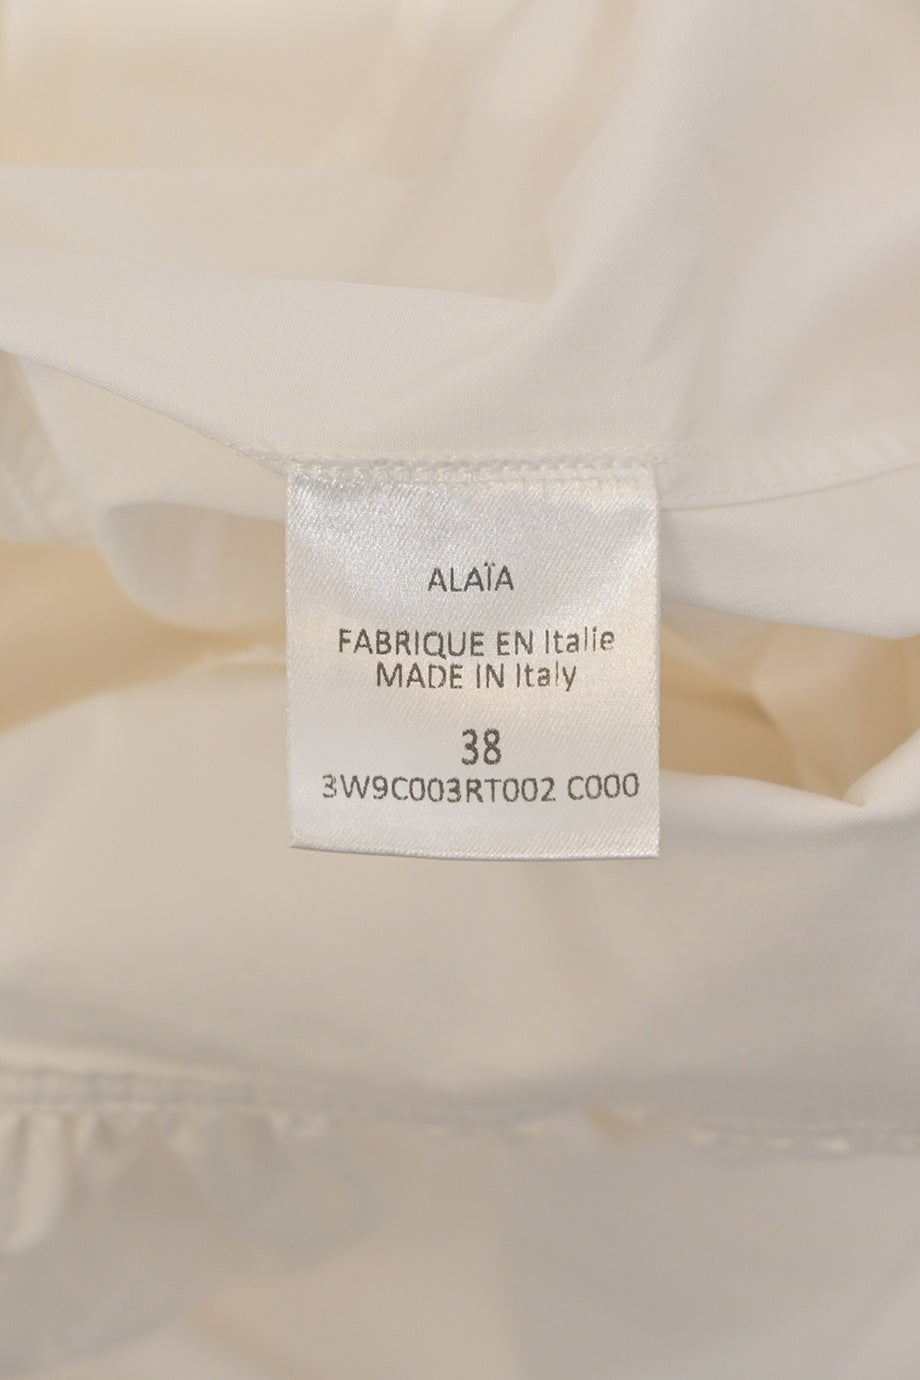 ALAÏA
FABRIQUE EN Italie
MADE IN Italy
38
3W9C003RT002 C000